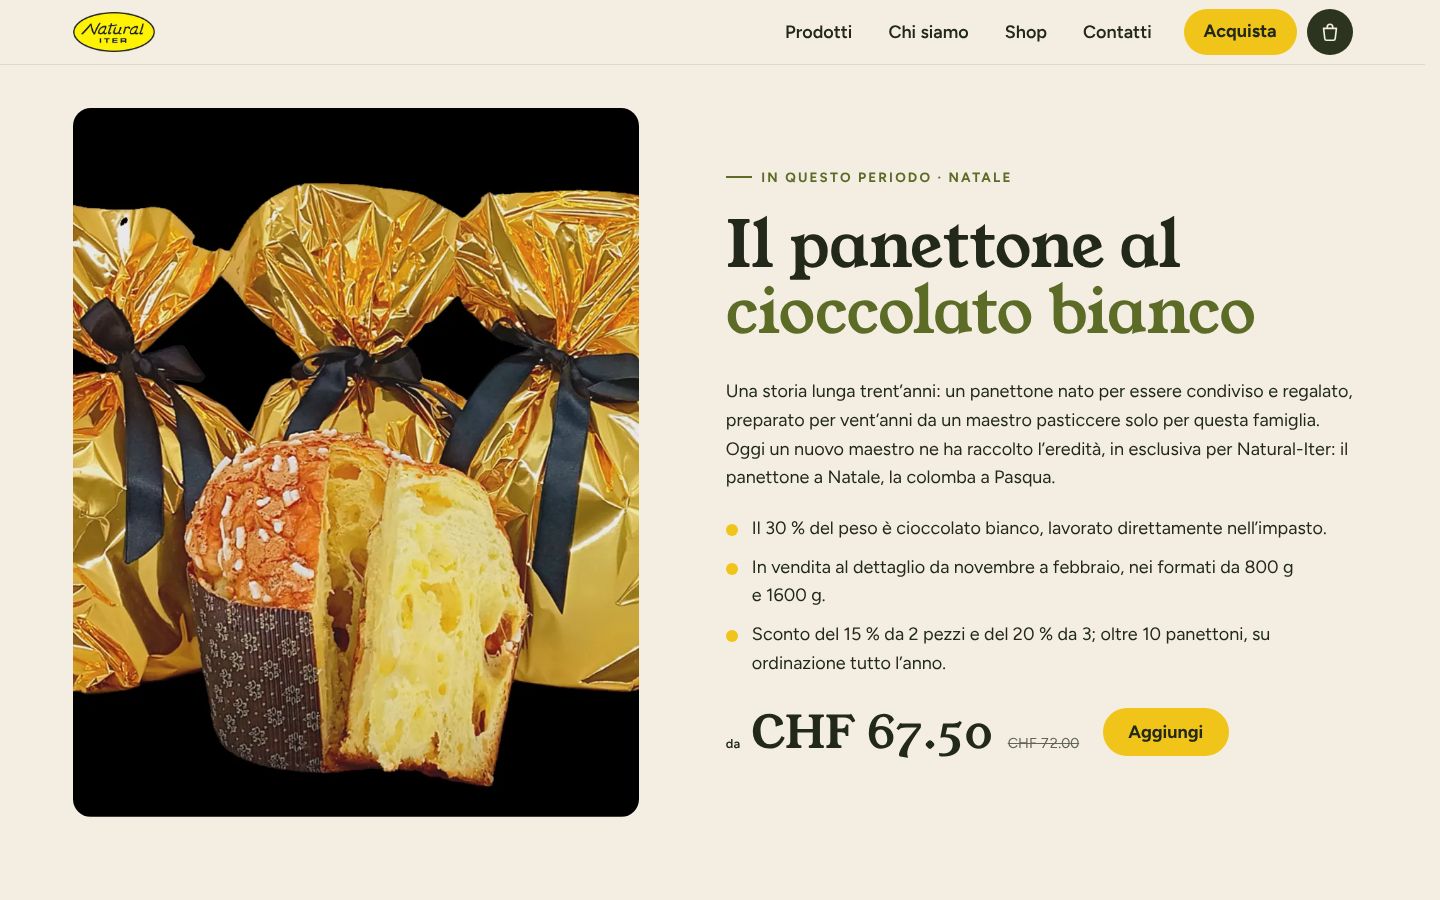 Natural
ITER
Prodotti
Chi siamo
Shop
Contatti
Acquista
IN QUESTO PERIODO · NATALE
Il panettone al
cioccolato bianco
Una storia lunga trent’anni: un panettone nato per essere condiviso e regalato,
preparato per vent’anni da un maestro pasticcere solo per questa famiglia.
Oggi un nuovo maestro ne ha raccolto l’eredità, in esclusiva per Natural-Iter: il
panettone a Natale, la colomba a Pasqua.
Il 30 % del peso è cioccolato bianco, lavorato direttamente nell’impasto.
In vendita al dettaglio da novembre a febbraio, nei formati da 800 g
e 1600 g.
Sconto del 15 % da 2 pezzi e del 20 % da 3; oltre 10 panettoni, su
ordinazione tutto l’anno.
da CHF 67.50 CHF 72.00 Aggiungi